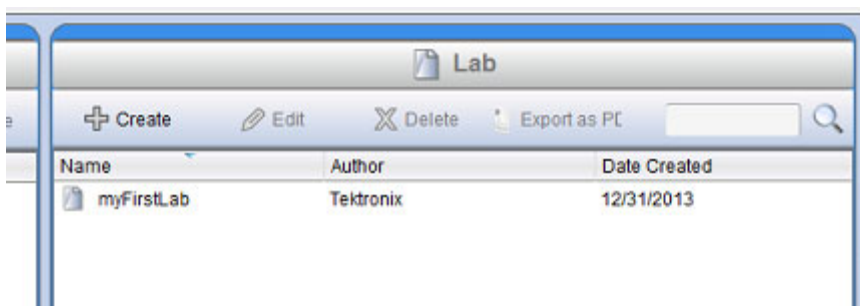 Lab
e Create Edit Delete Export as PD
Name Author Date Created
myFirstLab Tektronix 12/31/2013